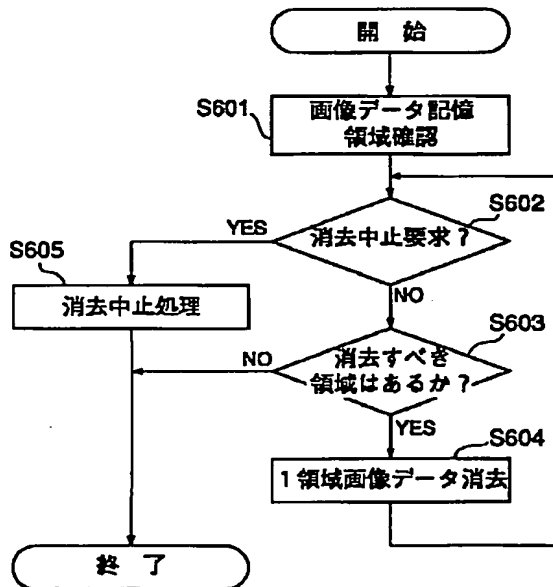 開 始
S601
画像データ記憶
領域確認
S602
消去中止要求？
YES
S605
消去中止処理
NO
S603
消去すべき
領域はあるか？
NO
YES
S604
1領域画像データ消去
終 了